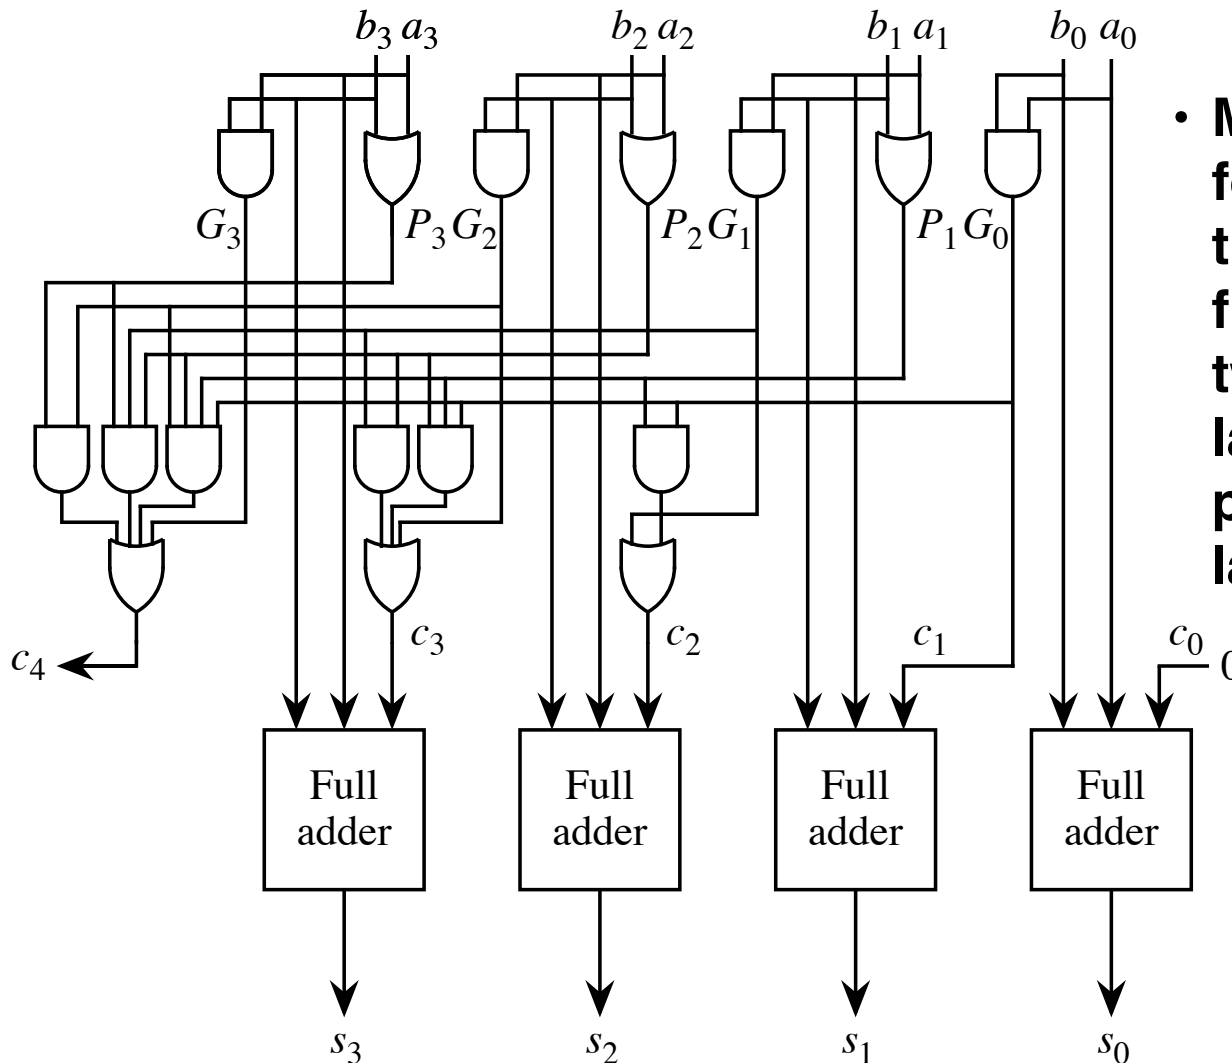 b3 a3 b2 a2 b1 a1 b0 a0
G3 P3 G2 P2 G1 P1 G0
c4 c3 c2 c1 c0
Full adder Full adder Full adder Full adder
s3 s2 s1 s0